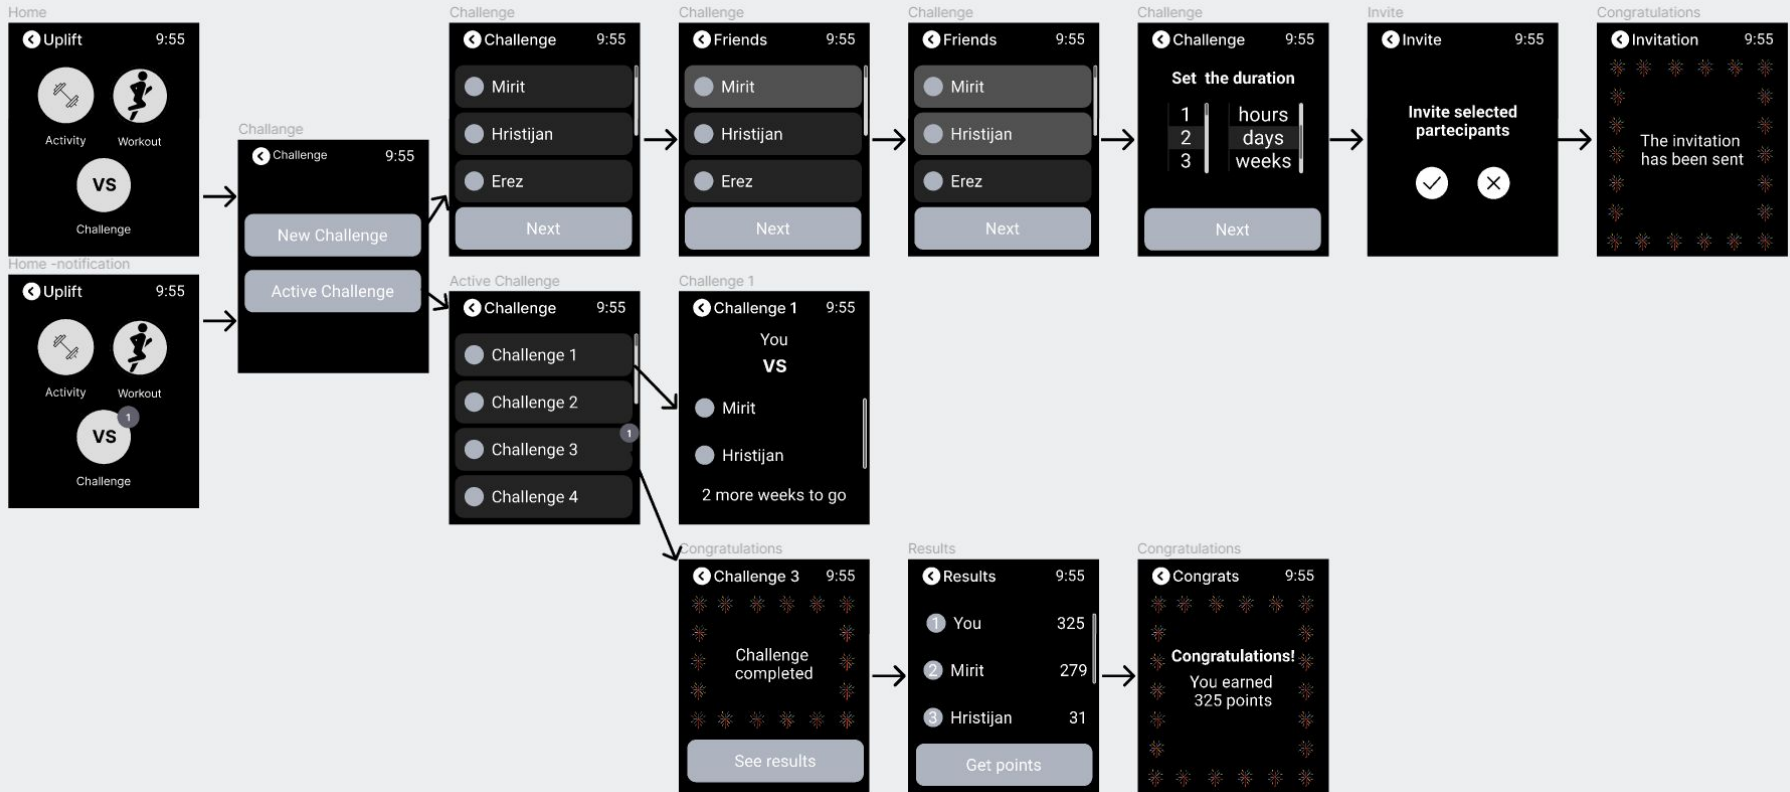 Home
Uplift 9:55
Activity Workout
VS
Challenge
Home -notification
Uplift 9:55
Activity Workout
1
VS
Challenge
Challange
Challenge 9:55
New Challenge
Active Challenge
Challenge
Challenge 9:55
Mirit
Hristijan
Erez
Next
Challenge
Friends 9:55
Mirit
Hristijan
Erez
Next
Challenge
Friends 9:55
Mirit
Hristijan
Erez
Next
Challenge
Challenge 9:55
Set the duration
1 hours
2 days
3 weeks
Next
Invite
Invite 9:55
Invite selected
partecipants
Congratulations
Invitation 9:55
The invitation
has been sent
Active Challenge
Challenge 9:55
Challenge 1
Challenge 2
1
Challenge 3
Challenge 4
Challenge 1
Challenge 1 9:55
You
VS
Mirit
Hristijan
2 more weeks to go
Congratulations
Challenge 3 9:55
Challenge
completed
See results
Results
Results 9:55
1 You 325
2 Mirit 279
3 Hristijan 31
Get points
Congratulations
Congrats 9:55
Congratulations!
You earned
325 points